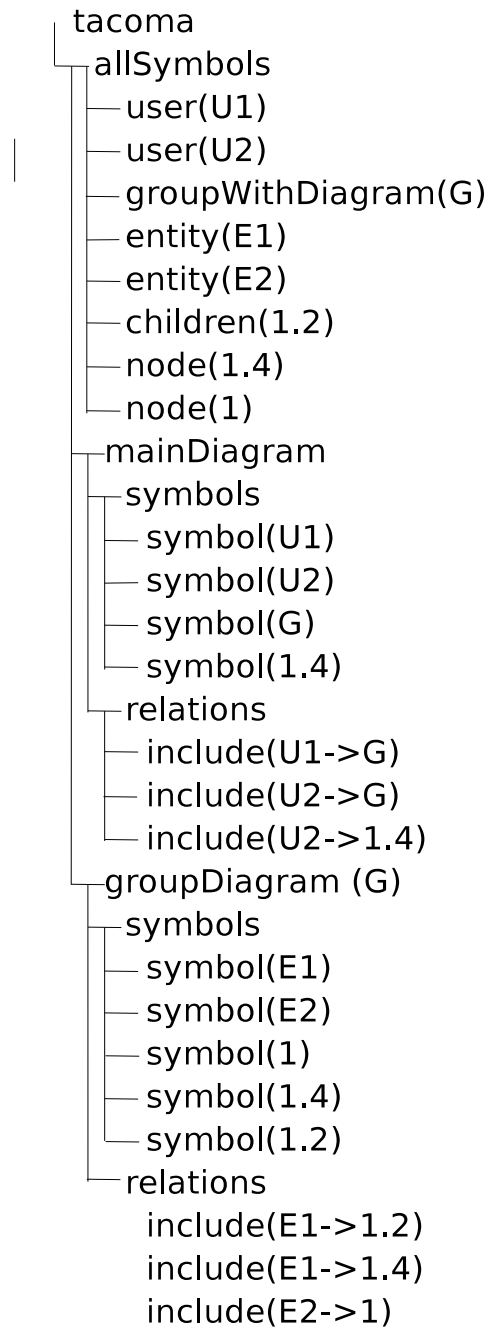 tacoma
allSymbols
user(U1)
user(U2)
groupWithDiagram(G)
entity(E1)
entity(E2)
children(1.2)
node(1.4)
node(1)
mainDiagram
symbols
symbol(U1)
symbol(U2)
symbol(G)
symbol(1.4)
relations
include(U1->G)
include(U2->G)
include(U2->1.4)
groupDiagram (G)
symbols
symbol(E1)
symbol(E2)
symbol(1)
symbol(1.4)
symbol(1.2)
relations
include(E1->1.2)
include(E1->1.4)
include(E2->1)